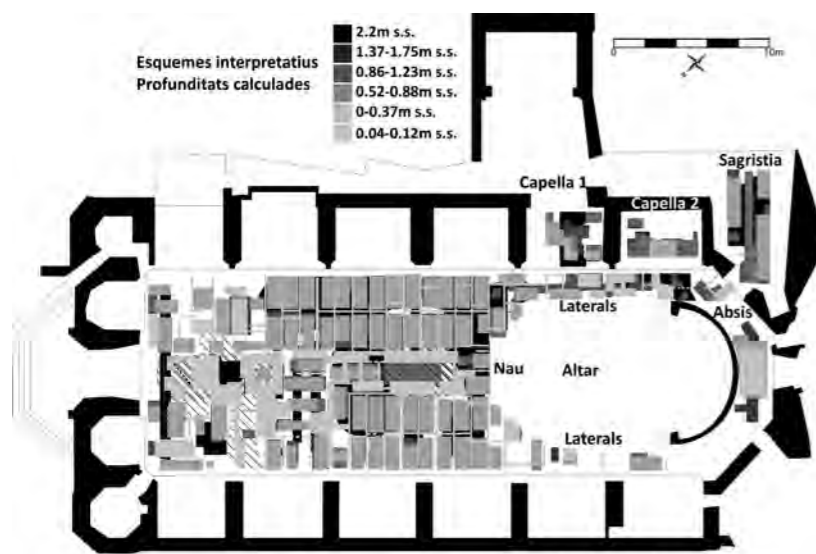 Esquemes interpretatius
Profunditats calculades
2.2m s.s.
1.37-1.75m s.s.
0.86-1.23m s.s.
0.52-0.88m s.s.
0-0.37m s.s.
0.04-0.12m s.s.
0 10m
Sagristia
Capella 1
Capella 2
Laterals
Absis
Nau
Altar
Laterals